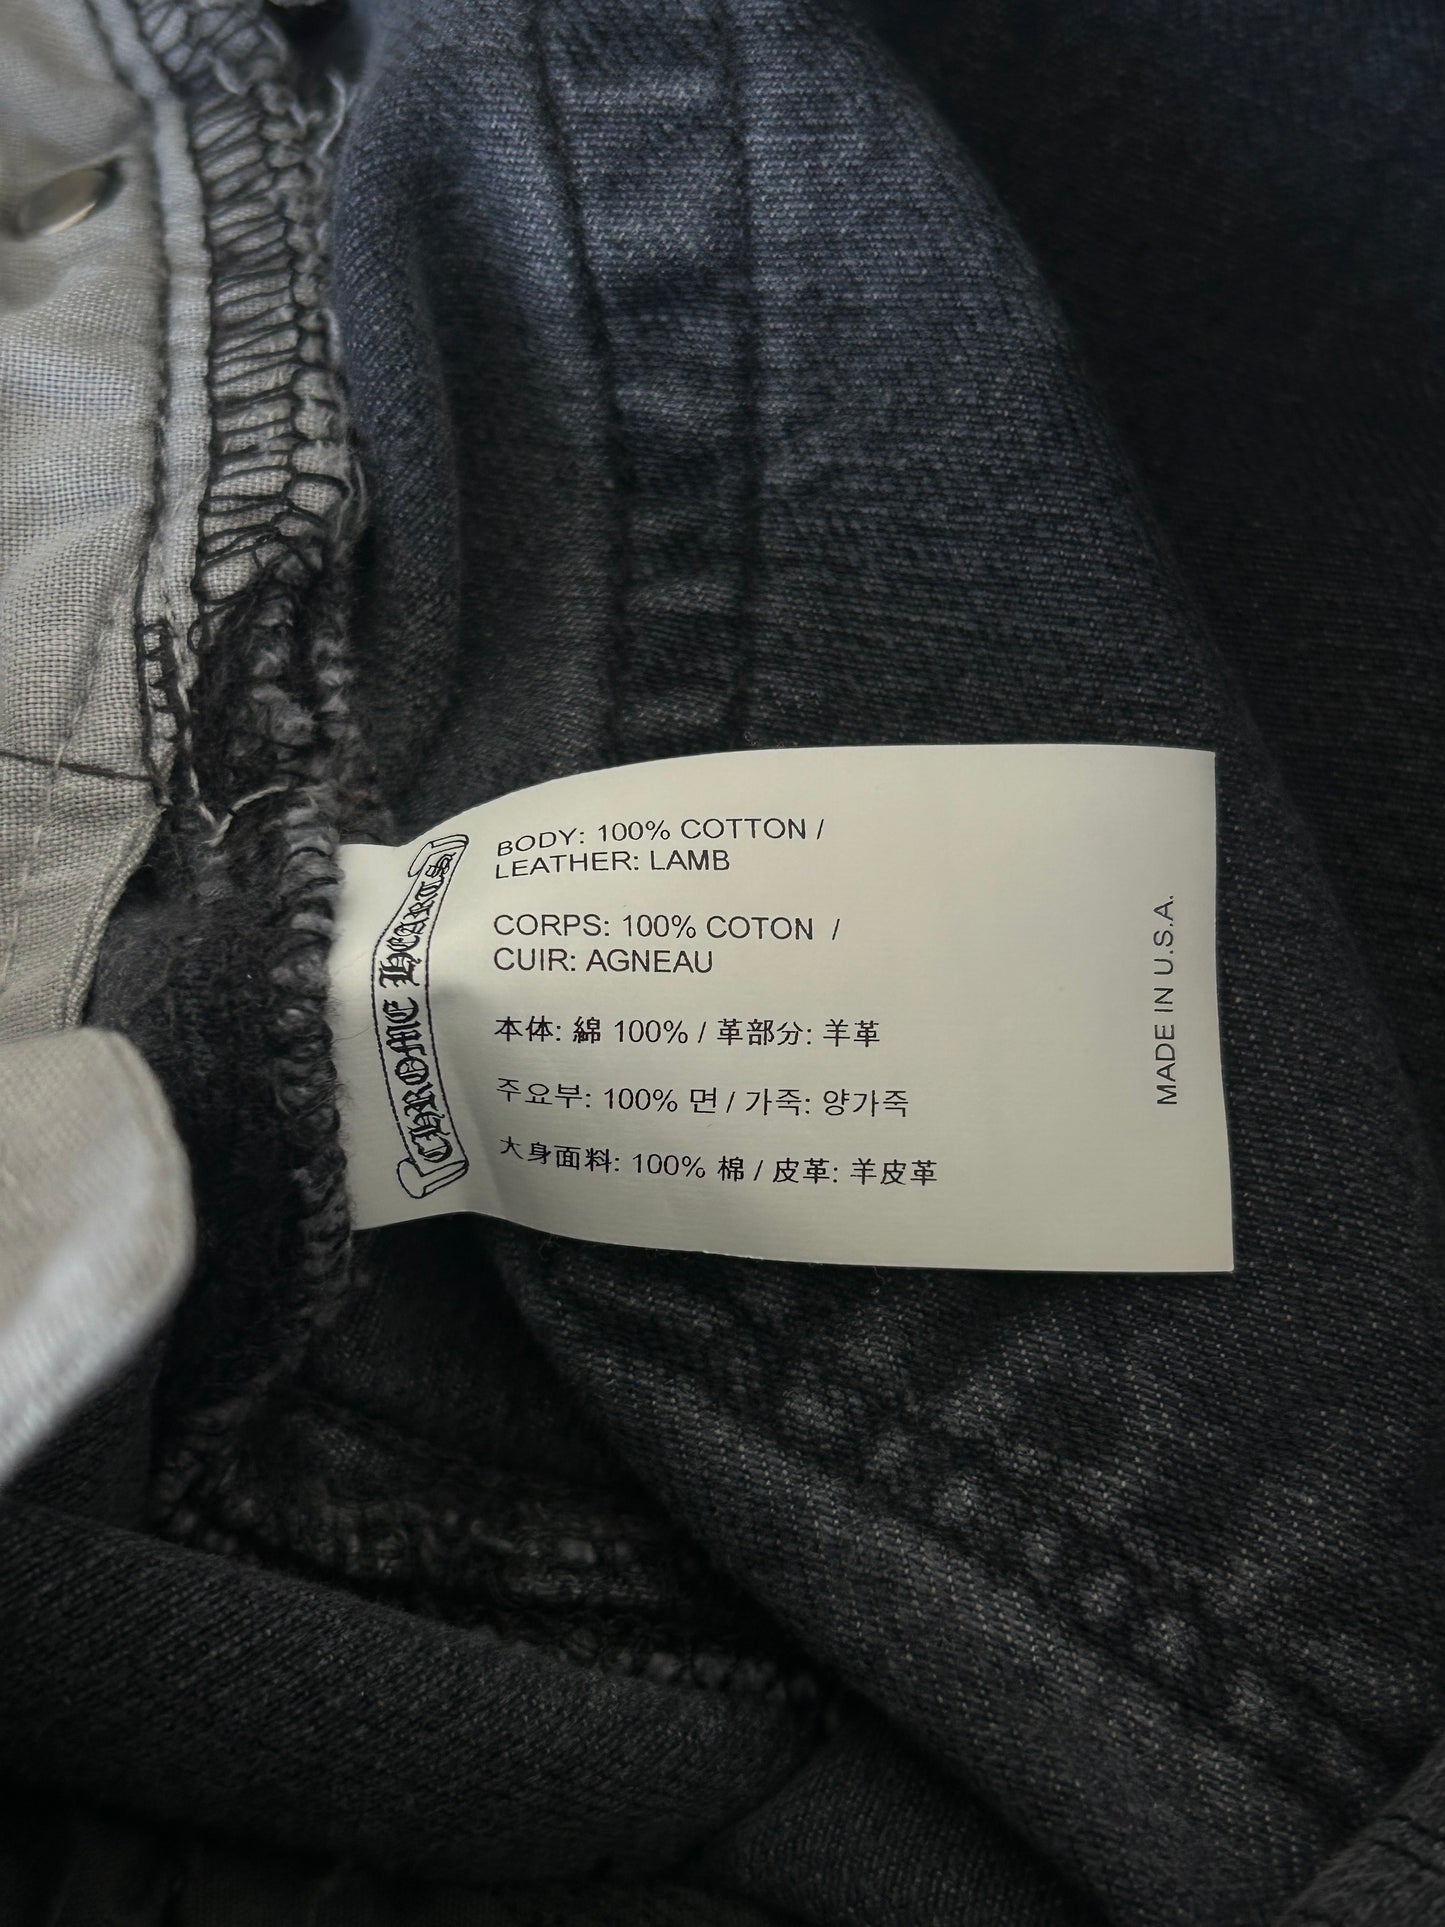 CHROME HEARTS
BODY: 100% COTTON /
LEATHER: LAMB
CORPS: 100% COTON /
CUIR: AGNEAU
本体: 綿 100% / 革部分: 羊革
주요부: 100% 면 / 가죽: 양가죽
大身面料: 100% 棉 / 皮革: 羊皮革
MADE IN U.S.A.